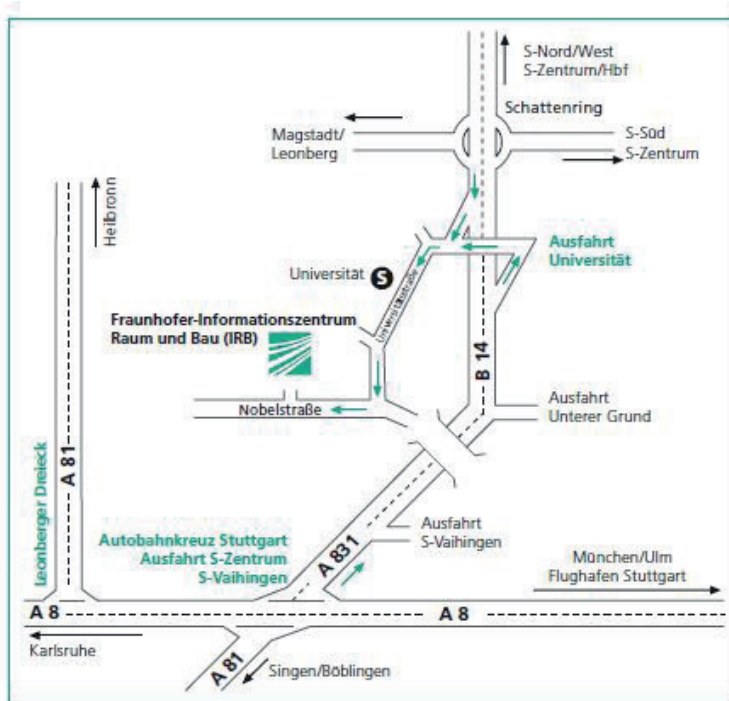 S-Nord/West
S-Zentrum/Hbf
Schattenring
Magstadt/
Leonberg
S-Süd
S-Zentrum
Heilbronn
Ausfahrt
Universität
Universität
S
Universitätsstraße
Fraunhofer-Informationszentrum
Raum und Bau (IRB)
B 14
Nobelstraße
Ausfahrt
Unterer Grund
A 81
Leonberger Dreieck
Autobahnkreuz Stuttgart
Ausfahrt S-Zentrum
S-Vaihingen
A 831
Ausfahrt
S-Vaihingen
München/Ulm
Flughafen Stuttgart
A 8
A 8
Karlsruhe
A 81
Singen/Böblingen